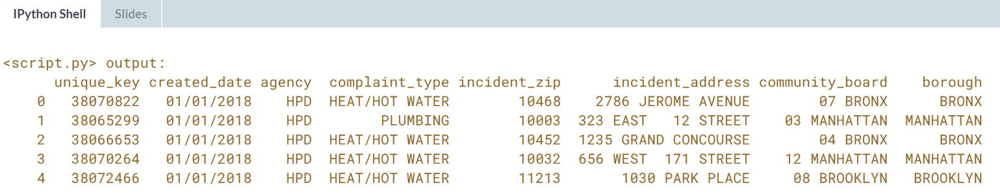 IPython Shell Slides
<script.py> output:
unique_key created_date agency complaint_type incident_zip incident_address community_board borough
0 38070822 01/01/2018 HPD HEAT/HOT WATER 10468 2786 JEROME AVENUE 07 BRONX BRONX
1 38065299 01/01/2018 HPD PLUMBING 10003 323 EAST   12 STREET 03 MANHATTAN MANHATTAN
2 38066653 01/01/2018 HPD HEAT/HOT WATER 10452 1235 GRAND CONCOURSE 04 BRONX BRONX
3 38070264 01/01/2018 HPD HEAT/HOT WATER 10032 656 WEST  171 STREET 12 MANHATTAN MANHATTAN
4 38072466 01/01/2018 HPD HEAT/HOT WATER 11213 1030 PARK PLACE 08 BROOKLYN BROOKLYN